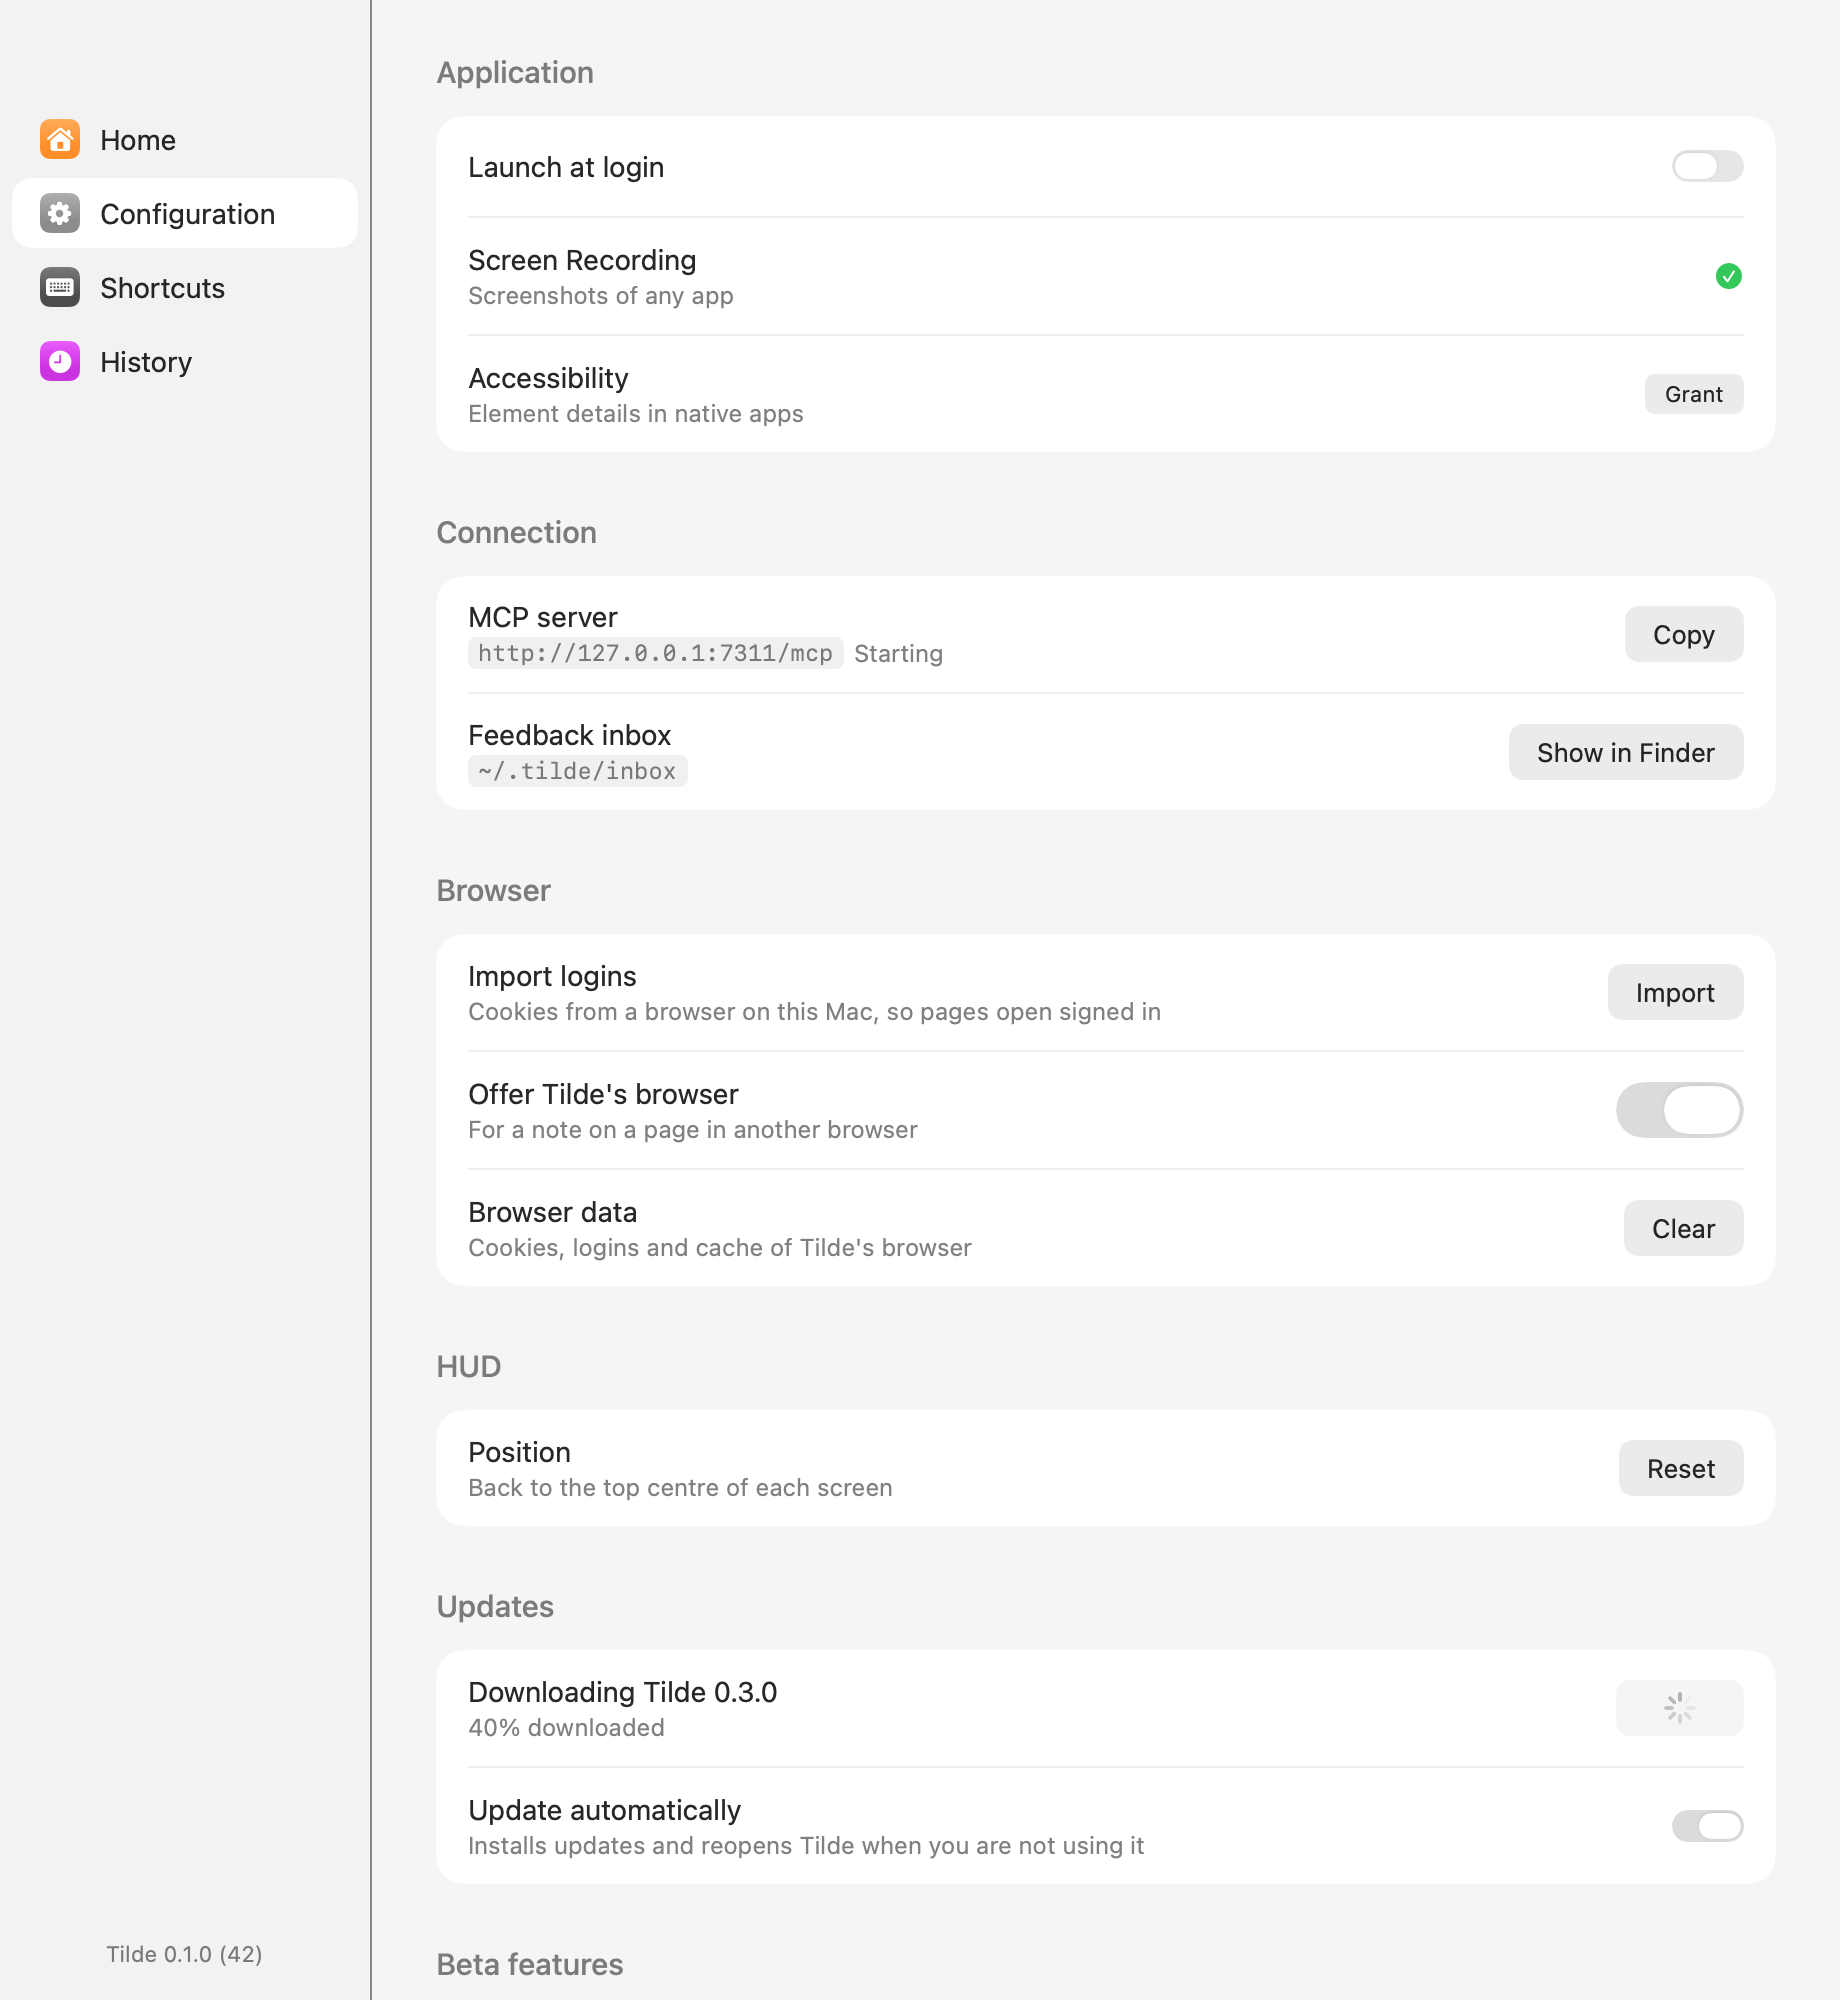 Home
Configuration
Shortcuts
History
Tilde 0.1.0 (42)
Application
Launch at login
Screen Recording
Screenshots of any app
Accessibility
Element details in native apps
Grant
Connection
MCP server
http://127.0.0.1:7311/mcp Starting
Copy
Feedback inbox
~/.tilde/inbox
Show in Finder
Browser
Import logins
Cookies from a browser on this Mac, so pages open signed in
Import
Offer Tilde's browser
For a note on a page in another browser
Browser data
Cookies, logins and cache of Tilde's browser
Clear
HUD
Position
Back to the top centre of each screen
Reset
Updates
Downloading Tilde 0.3.0
40% downloaded
Update automatically
Installs updates and reopens Tilde when you are not using it
Beta features